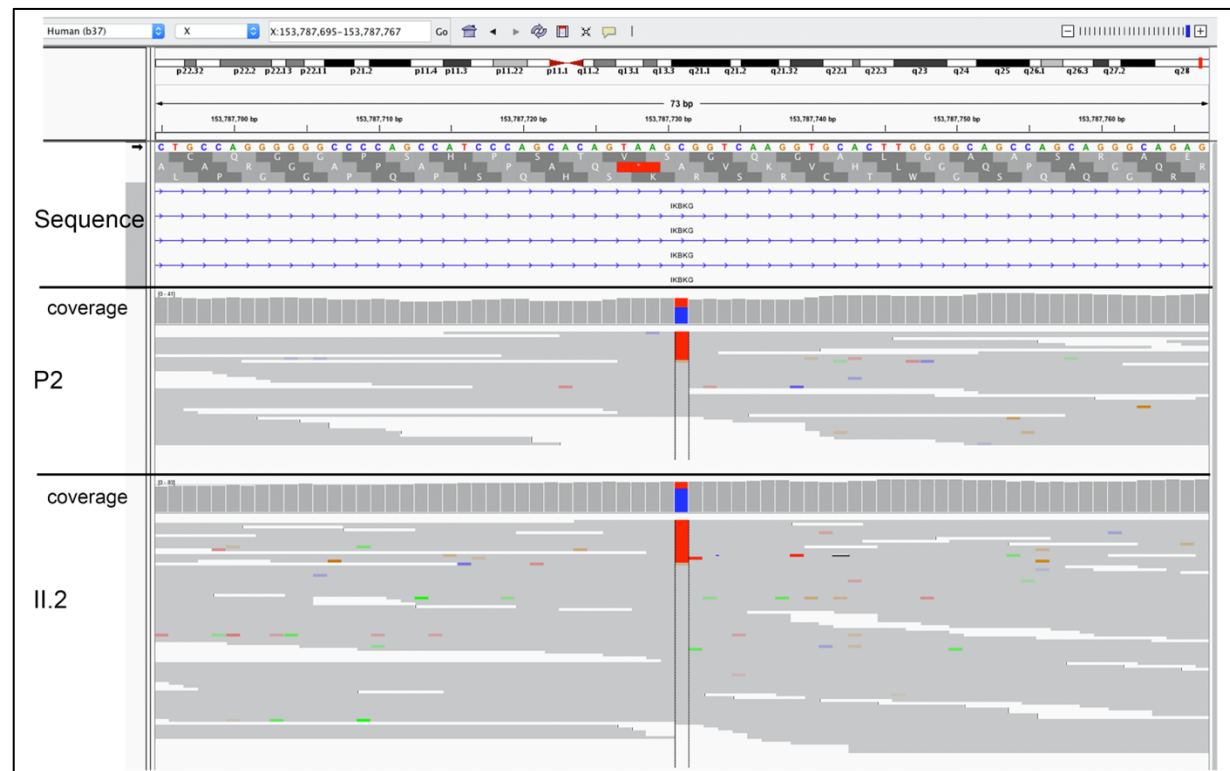 Human (b37) X X:153,787,695-153,787,767 Go
p22.32 p22.2 p22.13 p22.11 p21.2 p11.4 p11.3 p11.22 p11.1 q11.2 q13.1 q13.3 q21.1 q21.2 q21.32 q22.1 q22.3 q23 q24 q25 q26.1 q26.3 q27.2 q28
73 bp
153,787,700 bp 153,787,710 bp 153,787,720 bp 153,787,730 bp 153,787,740 bp 153,787,750 bp 153,787,760 bp
C T G C C A G G G G G G C C C C A G C C A T C C C A G C A C A G T A A G C G G T C A A G G T G C A C T T G G G G C A G C C A G C A G G G C A G A G
Sequence
IKBKG
IKBKG
IKBKG
IKBKG
coverage
[0 - 41]
P2
coverage
II.2